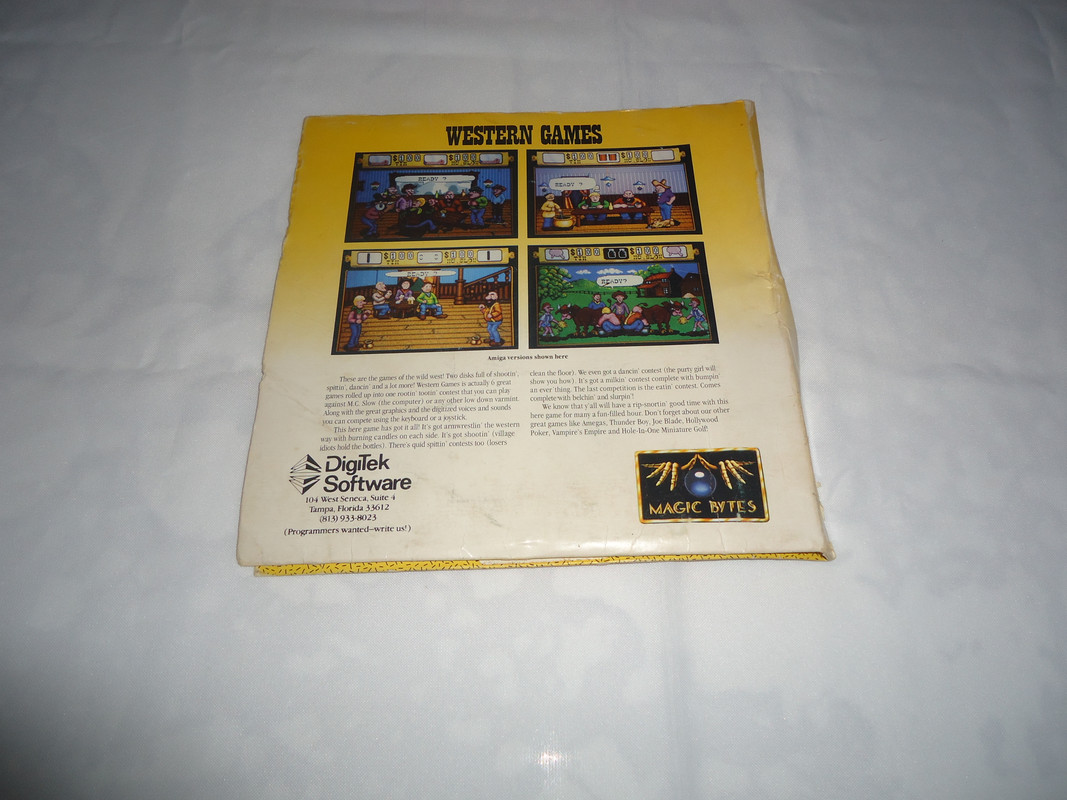 WESTERN GAMES
READY ?
READY ?
READY ?
READY?
Amiga versions shown here
These are the games of the wild west! Two disks full of shootin',
spittin', dancin' and a lot more! Western Games is actually 6 great
games rolled up into one rootin' tootin' contest that you can play
against M.C. Slow (the computer) or any other low down varmint.
Along with the great graphics and the digitized voices and sounds
you can compete using the keyboard or a joystick.
This here game has got it all! It's got armwrestlin' the western
way with burning candles on each side. It's got shootin' (village
idiots hold the bottles). There's quid spittin' contests too (losers
clean the floor). We even got a dancin' contest (the purty girl will
show you how). It's got a milkin' contest complete with bumpin'
an ever'thing. The last competition is the eatin' contest. Comes
complete with belchin' and slurpin'!
We know that y'all will have a rip-snortin' good time with this
here game for many a fun-filled hour. Don't forget about our other
great games like Amegas, Thunder Boy, Joe Blade, Hollywood
Poker, Vampire's Empire and Hole-In-One Miniature Golf!
DigiTek
Software
104 West Seneca, Suite 4
Tampa, Florida 33612
(813) 933-8023
(Programmers wanted—write us!)
MAGIC BYTES